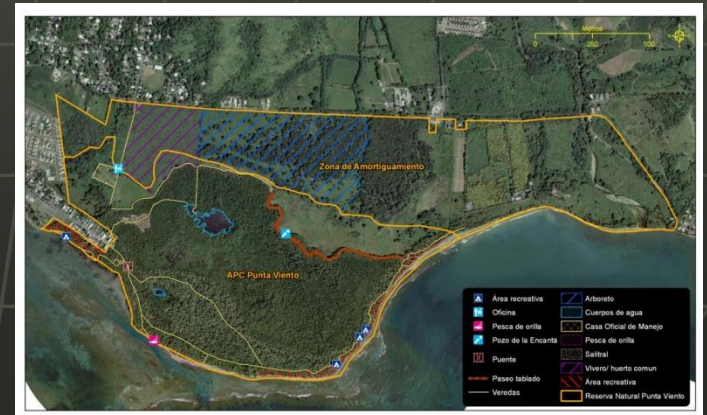 Metros
0 250 500
Zona de Amortiguamiento
APC Punta Viento
Área recreativa
Oficina
Pesca de orilla
Pozo de la Encantá
Puente
Paseo tablado
Veredas
Arboreto
Cuerpos de agua
Casa Oficial de Manejo
Pesca de orilla
Salitral
Vivero/ huerto comun
Área recreativa
Reserva Natural Punta Viento